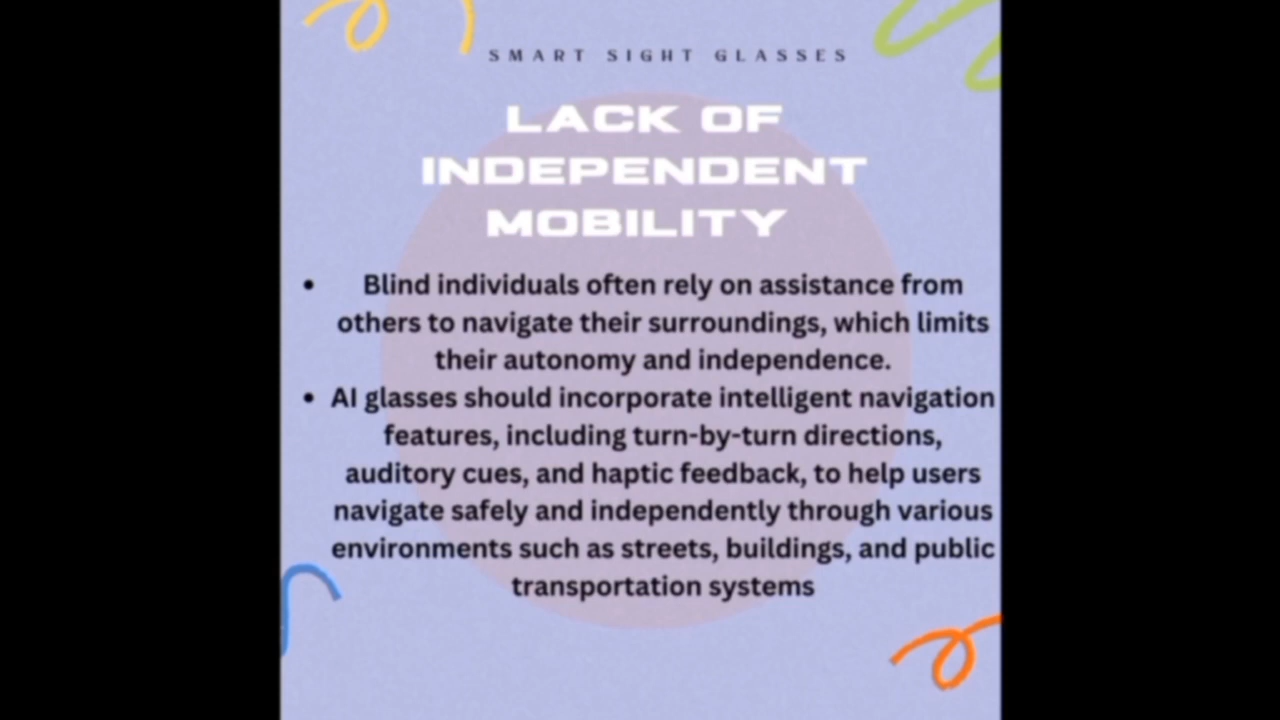 SMART SIGHT GLASSES
LACK OF
INDEPENDENT
MOBILITY
• Blind individuals often rely on assistance from
others to navigate their surroundings, which limits
their autonomy and independence.
• AI glasses should incorporate intelligent navigation
features, including turn-by-turn directions,
auditory cues, and haptic feedback, to help users
navigate safely and independently through various
environments such as streets, buildings, and public
transportation systems